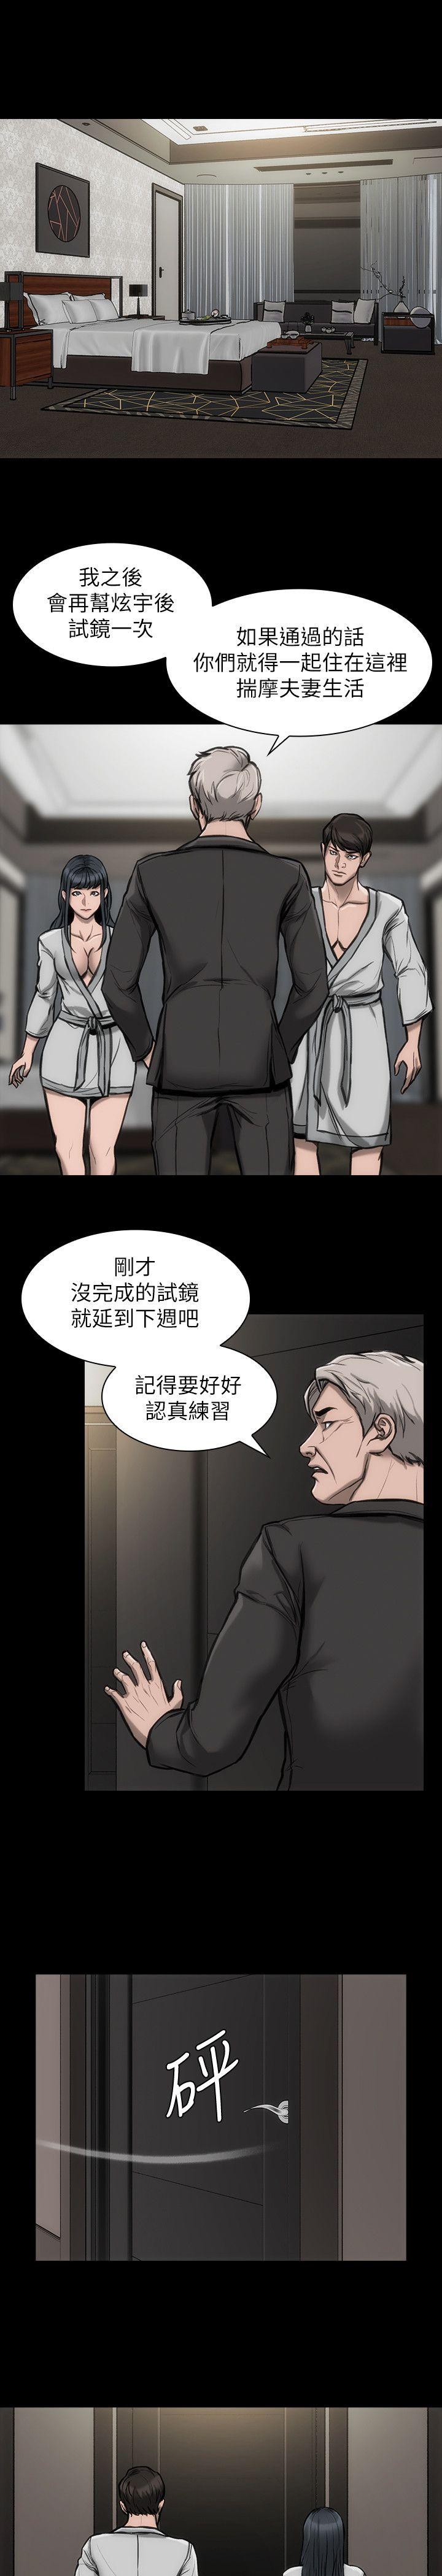 我之後
會再幫炫宇後
試鏡一次
如果通過的話
你們就得一起住在這裡
揣摩夫妻生活
剛才
沒完成的試鏡
就延到下週吧
記得要好好
認真練習
砰